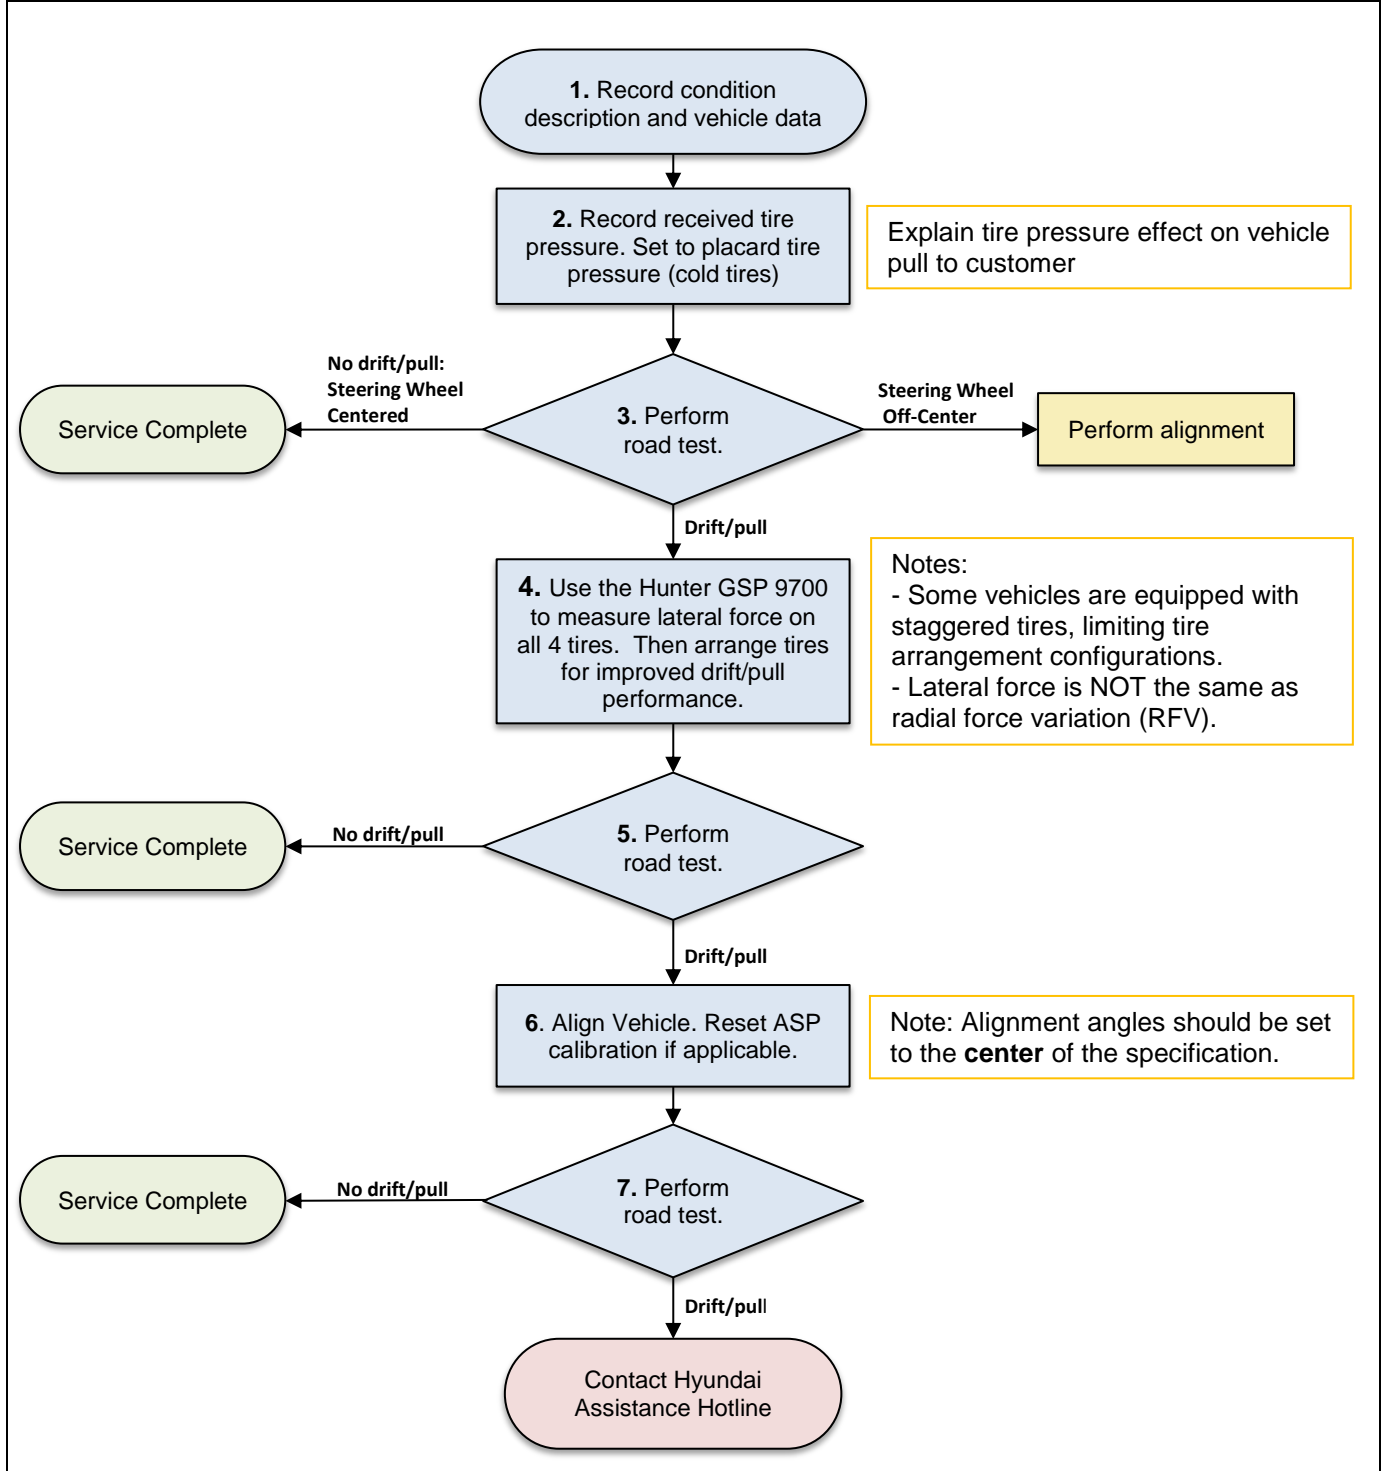 1. Record condition
description and vehicle data
2. Record received tire
pressure. Set to placard tire
pressure (cold tires)
Explain tire pressure effect on vehicle
pull to customer
No drift/pull:
Steering Wheel
Centered
Service Complete
3. Perform
road test.
Steering Wheel
Off-Center
Perform alignment
Drift/pull
4. Use the Hunter GSP 9700
to measure lateral force on
all 4 tires.  Then arrange tires
for improved drift/pull
performance.
Notes:
- Some vehicles are equipped with
staggered tires, limiting tire
arrangement configurations.
- Lateral force is NOT the same as
radial force variation (RFV).
Service Complete
No drift/pull
5. Perform
road test.
Drift/pull
6. Align Vehicle. Reset ASP
calibration if applicable.
Note: Alignment angles should be set
to the center of the specification.
Service Complete
No drift/pull
7. Perform
road test.
Drift/pull
Contact Hyundai
Assistance Hotline